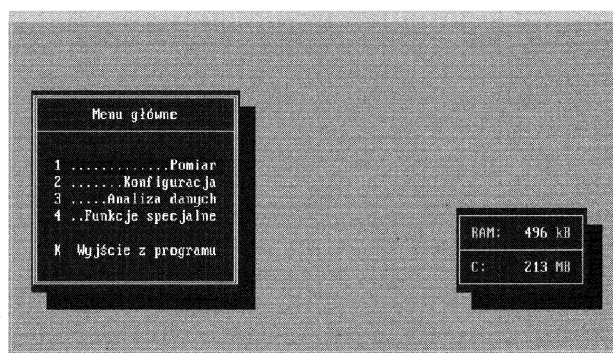 Menu główne
1 .............Pomiar
2 .......Konfiguracja
3 .....Analiza danych
4 ..Funkcje specjalne
K Wyjście z programu
RAM: 496 kB
C: 213 MB